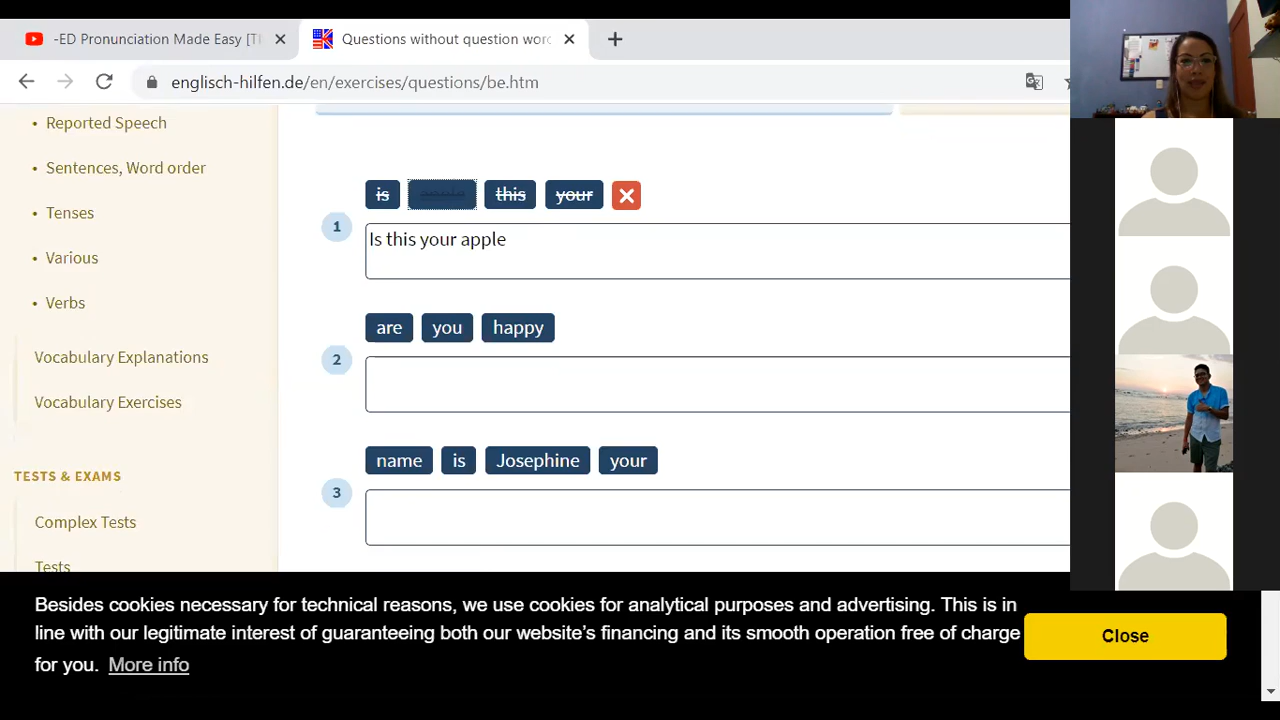 -ED Pronunciation Made Easy [T
Questions without question wor
englisch-hilfen.de/en/exercises/questions/be.htm
• Reported Speech
• Sentences, Word order
• Tenses
• Various
• Verbs
Vocabulary Explanations
Vocabulary Exercises
TESTS & EXAMS
Complex Tests
Tests
is apple this your
1
Is this your apple
are you happy
2
name is Josephine your
3
Besides cookies necessary for technical reasons, we use cookies for analytical purposes and advertising. This is in
line with our legitimate interest of guaranteeing both our website's financing and its smooth operation free of charge
for you. More info
Close